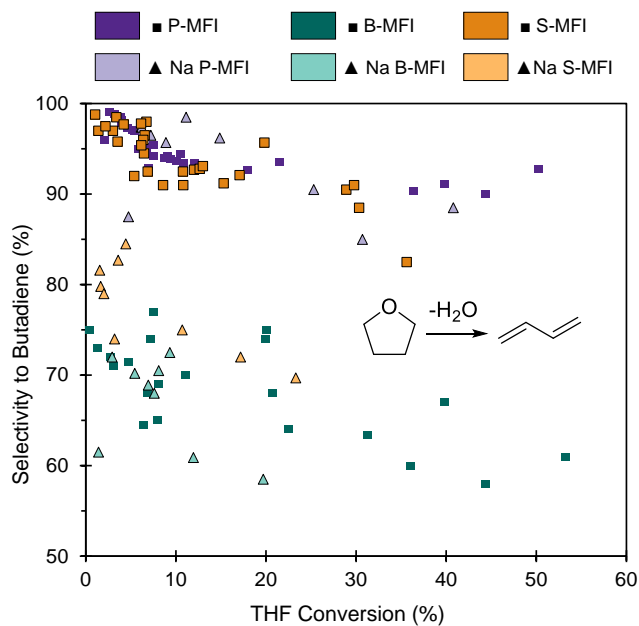 ■ P-MFI ■ B-MFI ■ S-MFI
▲ Na P-MFI ▲ Na B-MFI ▲ Na S-MFI
100
90
80
70
60
50
Selectivity to Butadiene (%)
O
-H₂O
0 10 20 30 40 50 60
THF Conversion (%)